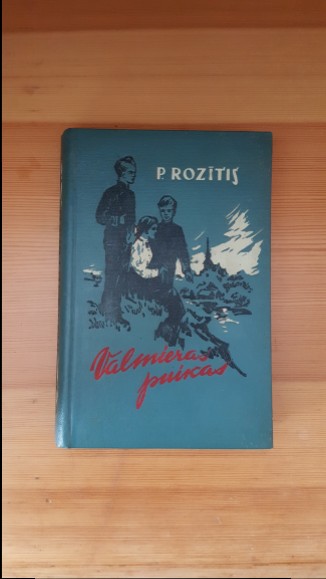 P. ROZĪTIS
Valmieras
puikas